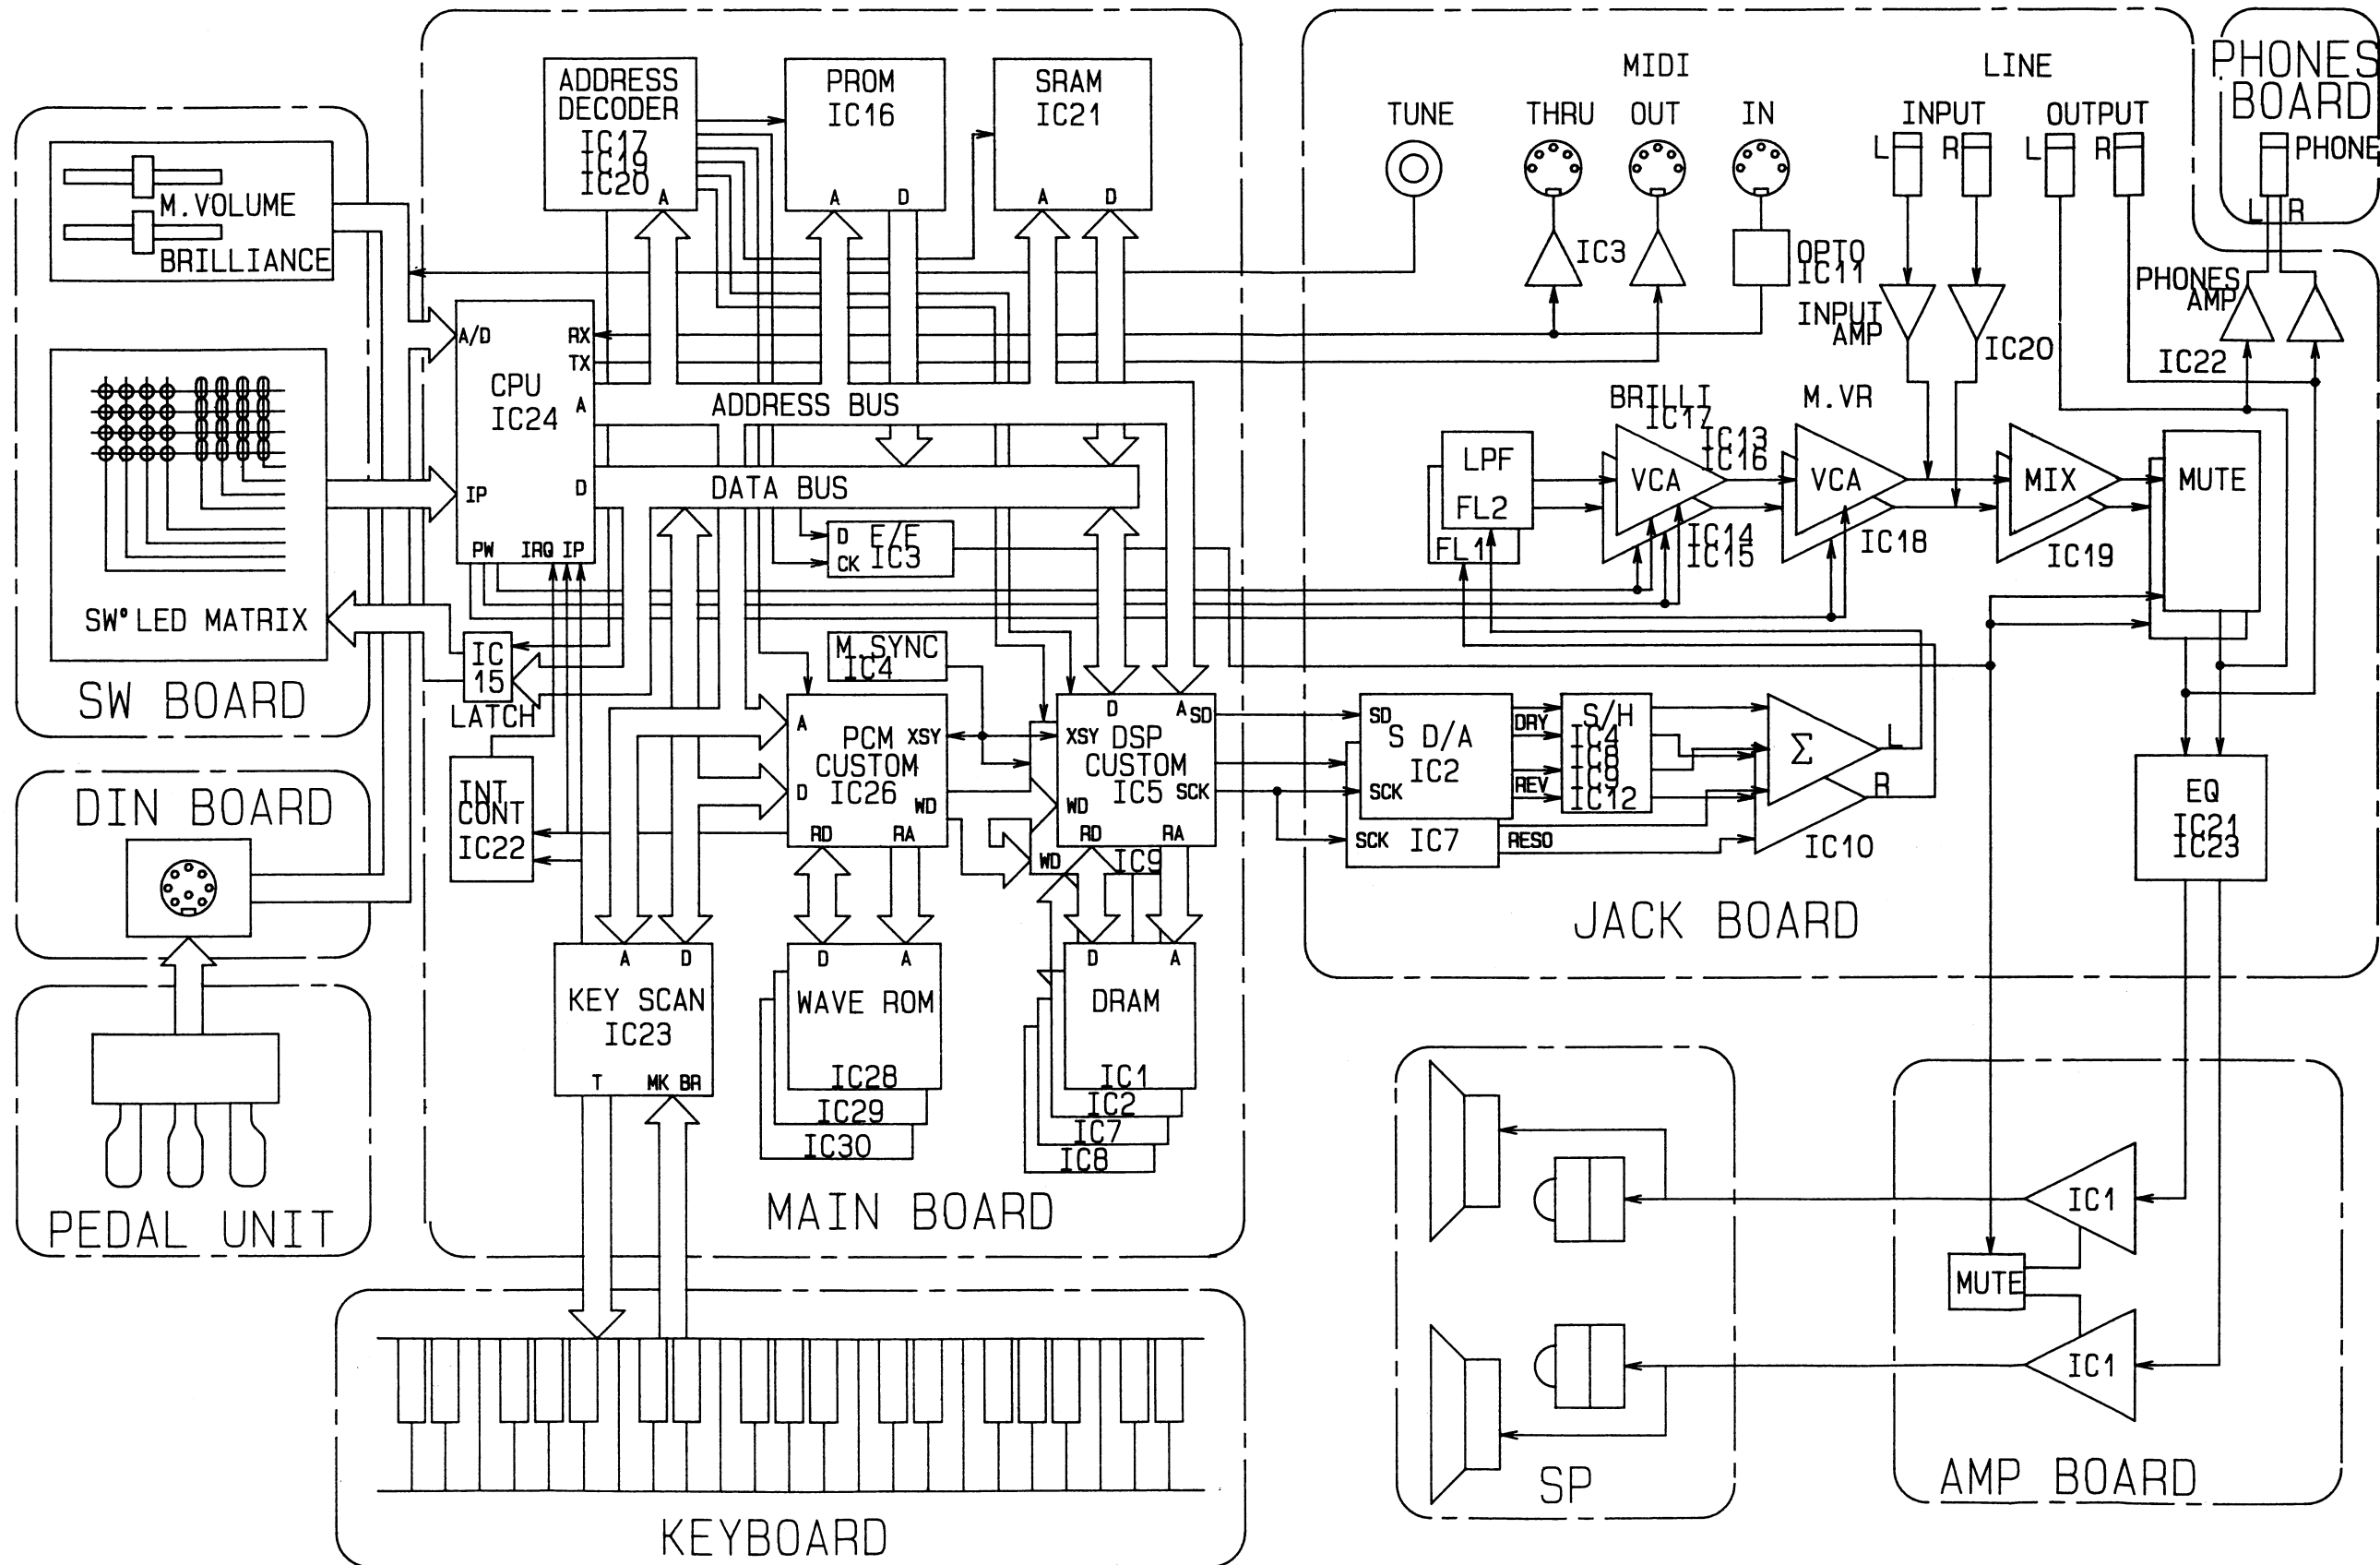 M.VOLUME
BRILLIANCE
SW°LED MATRIX
SW BOARD
DIN BOARD
PEDAL UNIT
ADDRESS
DECODER
IC17
IC19
IC20
A
PROM
IC16
A D
SRAM
IC21
A D
A/D
RX
TX
CPU
IC24
A
D
IP
PW IRQ IP
ADDRESS BUS
DATA BUS
D E/E
CK IC3
IC
15
LATCH
INT
CONT
IC22
M.SYNC
IC4
A
PCM XSY
CUSTOM
D IC26
WD
RD RA
D A SD
XSY DSP
CUSTOM
WD IC5 SCK
RD RA
WD IC9
A D
KEY SCAN
IC23
T MK BR
D A
WAVE ROM
IC28
IC29
IC30
D A
DRAM
IC1
IC2
IC7
IC8
MAIN BOARD
KEYBOARD
TUNE
MIDI
THRU OUT IN
LINE
INPUT OUTPUT
L R L R
PHONES
BOARD
PHONE
L R
IC3
OPTO
IC11
INPUT
AMP
IC20
PHONES
AMP
IC22
LPF
FL2
FL1
BRILLI
IC17
VCA
IC13
IC16
IC14
IC15
M.VR
VCA
IC18
MIX
IC19
MUTE
SD
S D/A
IC2
SCK
SCK IC7
DRY
REV
RESO
S/H
IC4
IC8
IC9
IC12
Σ
L
R
IC10
EQ
IC21
IC23
JACK BOARD
SP
IC1
MUTE
IC1
AMP BOARD